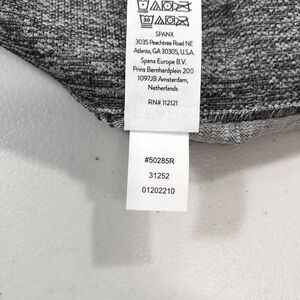 30
SPANX
3035 Peachtree Road NE
Atlanta, GA 30305, U.S.A.
Spanx Europe B.V.
Prins Bernhardplein 200
1097JB Amsterdam,
Netherlands
RN# 112121
#50285R
31252
01202210